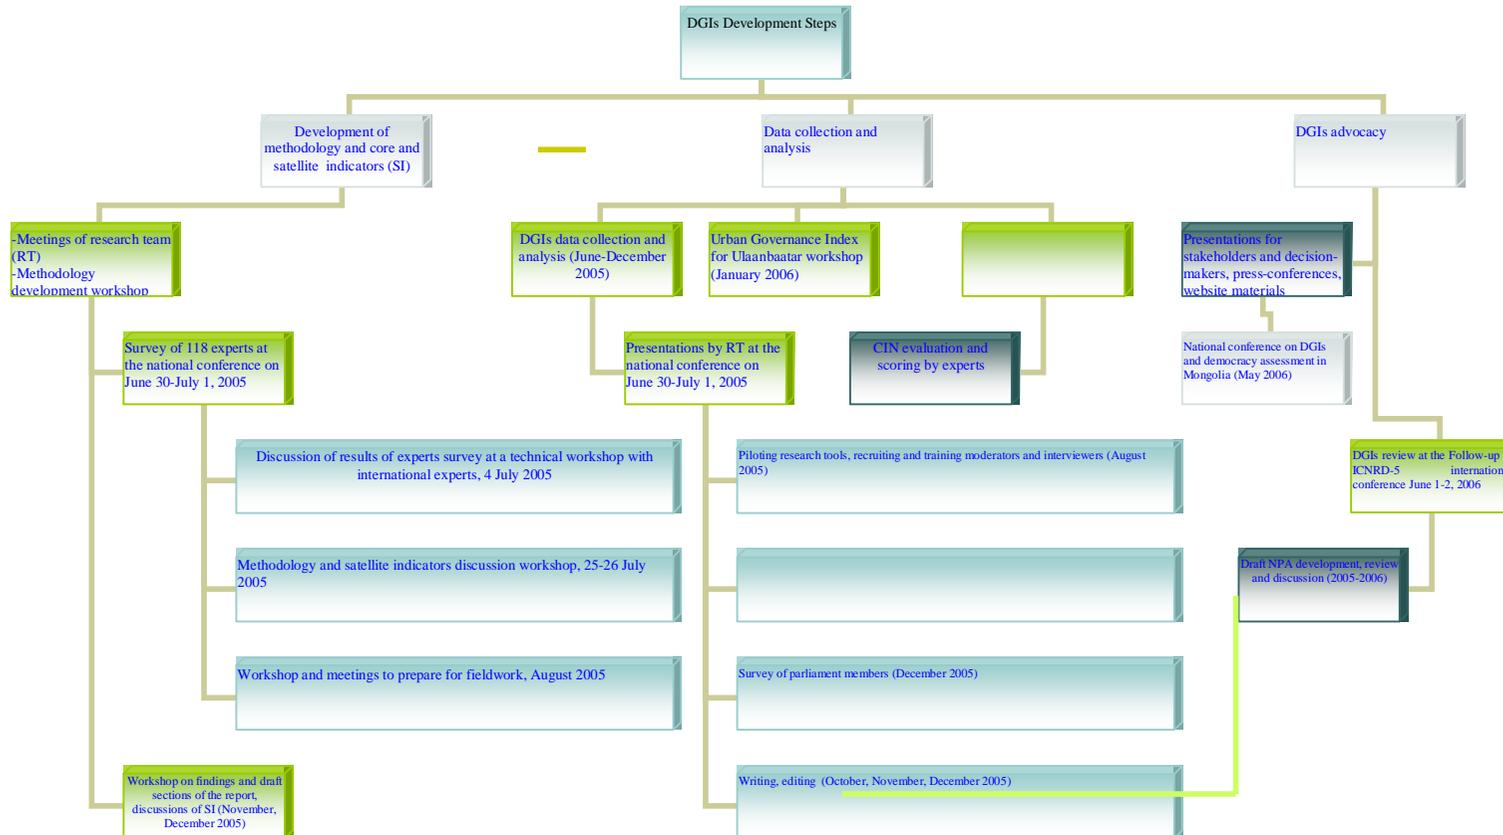 DGIs Development Steps
Development of
methodology and core and
satellite indicators (SI)
Data collection and
analysis
DGIs advocacy
-Meetings of research team
(RT)
-Methodology
development workshop
DGIs data collection and
analysis (June-December
2005)
Urban Governance Index
for Ulaanbaatar workshop
(January 2006)
Presentations for
stakeholders and decision-
makers, press-conferences,
website materials
Survey of 118 experts at
the national conference on
June 30-July 1, 2005
Presentations by RT at the
national conference on
June 30-July 1, 2005
CIN evaluation and
scoring by experts
National conference on DGIs
and democracy assessment in
Mongolia (May 2006)
Discussion of results of experts survey at a technical workshop with
international experts, 4 July 2005
Piloting research tools, recruiting and training moderators and interviewers (August
2005)
DGIs review at the Follow-up
ICNRD-5 internation
conference June 1-2, 2006
Methodology and satellite indicators discussion workshop, 25-26 July
2005
Draft NPA development, review
and discussion (2005-2006)
Workshop and meetings to prepare for fieldwork, August 2005
Survey of parliament members (December 2005)
Workshop on findings and draft
sections of the report,
discussions of SI (November,
December 2005)
Writing, editing (October, November, December 2005)